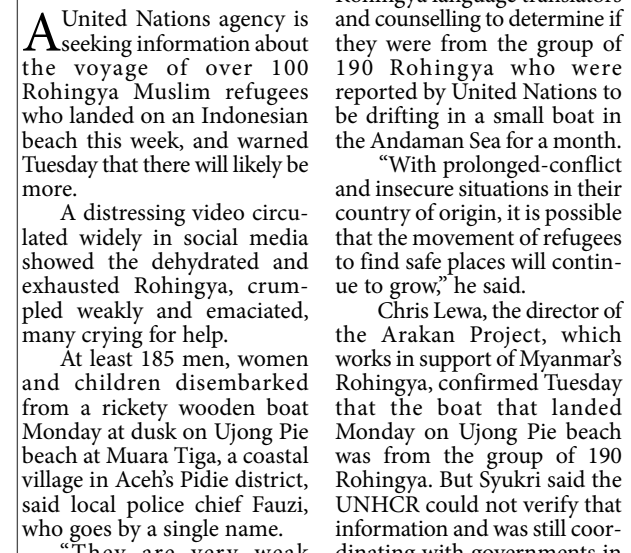 A United Nations agency is
seeking information about
the voyage of over 100
Rohingya Muslim refugees
who landed on an Indonesian
beach this week, and warned
Tuesday that there will likely be
more.
A distressing video circu-
lated widely in social media
showed the dehydrated and
exhausted Rohingya, crum-
pled weakly and emaciated,
many crying for help.
At least 185 men, women
and children disembarked
from a rickety wooden boat
Monday at dusk on Ujong Pie
beach at Muara Tiga, a coastal
village in Aceh’s Pidie district,
said local police chief Fauzi,
who goes by a single name.
“They are very weak
Rohingya language translators
and counselling to determine if
they were from the group of
190 Rohingya who were
reported by United Nations to
be drifting in a small boat in
the Andaman Sea for a month.
“With prolonged-conflict
and insecure situations in their
country of origin, it is possible
that the movement of refugees
to find safe places will contin-
ue to grow,” he said.
Chris Lewa, the director of
the Arakan Project, which
works in support of Myanmar’s
Rohingya, confirmed Tuesday
that the boat that landed
Monday on Ujong Pie beach
was from the group of 190
Rohingya. But Syukri said the
UNHCR could not verify that
information and was still coor-
dinating with governments in